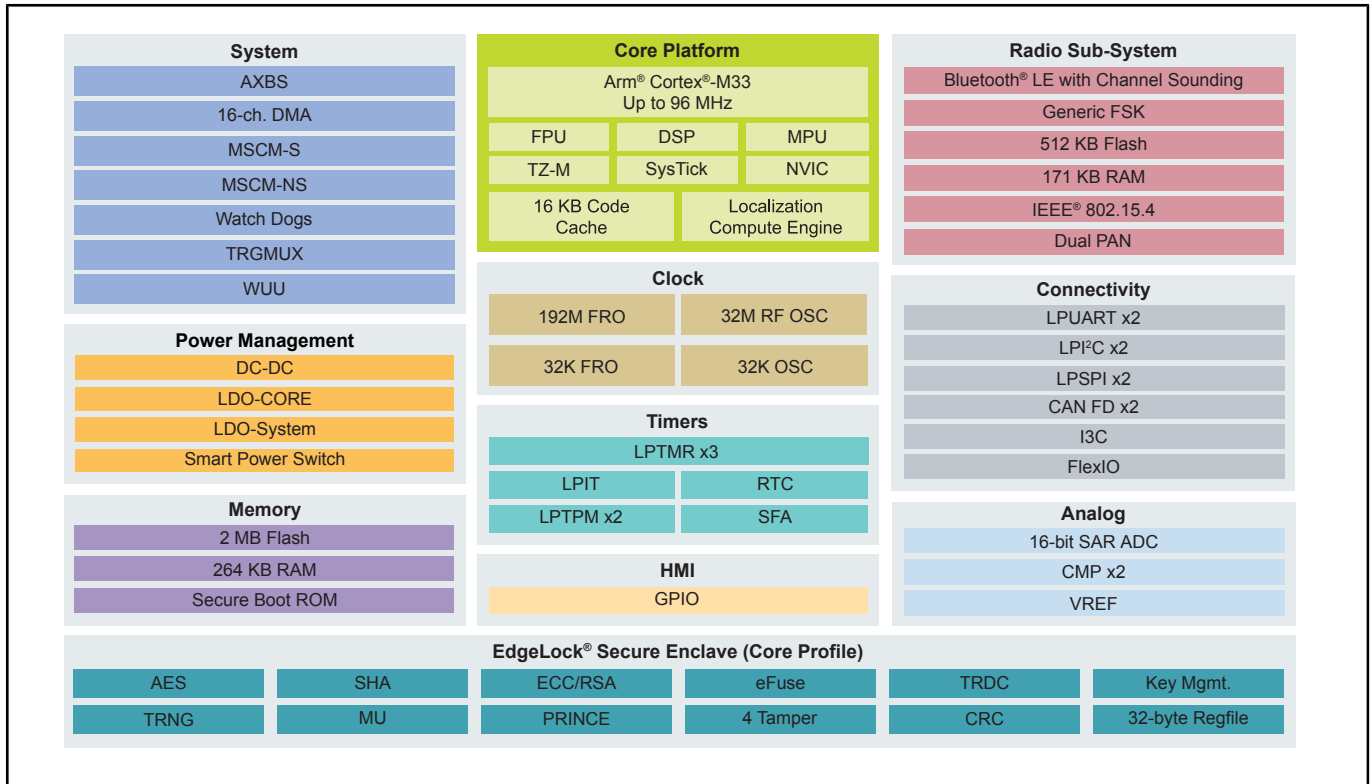 System
AXBS
16-ch. DMA
MSCM-S
MSCM-NS
Watch Dogs
TRGMUX
WUU
Power Management
DC-DC
LDO-CORE
LDO-System
Smart Power Switch
Memory
2 MB Flash
264 KB RAM
Secure Boot ROM
Core Platform
Arm® Cortex®-M33
Up to 96 MHz
FPU
DSP
MPU
TZ-M
SysTick
NVIC
16 KB Code
Cache
Localization
Compute Engine
Clock
192M FRO
32M RF OSC
32K FRO
32K OSC
Timers
LPTMR x3
LPIT
RTC
LPTPM x2
SFA
HMI
GPIO
Radio Sub-System
Bluetooth® LE with Channel Sounding
Generic FSK
512 KB Flash
171 KB RAM
IEEE® 802.15.4
Dual PAN
Connectivity
LPUART x2
LPI²C x2
LPSPI x2
CAN FD x2
I3C
FlexIO
Analog
16-bit SAR ADC
CMP x2
VREF
EdgeLock® Secure Enclave (Core Profile)
AES
SHA
ECC/RSA
eFuse
TRDC
Key Mgmt.
TRNG
MU
PRINCE
4 Tamper
CRC
32-byte Regfile